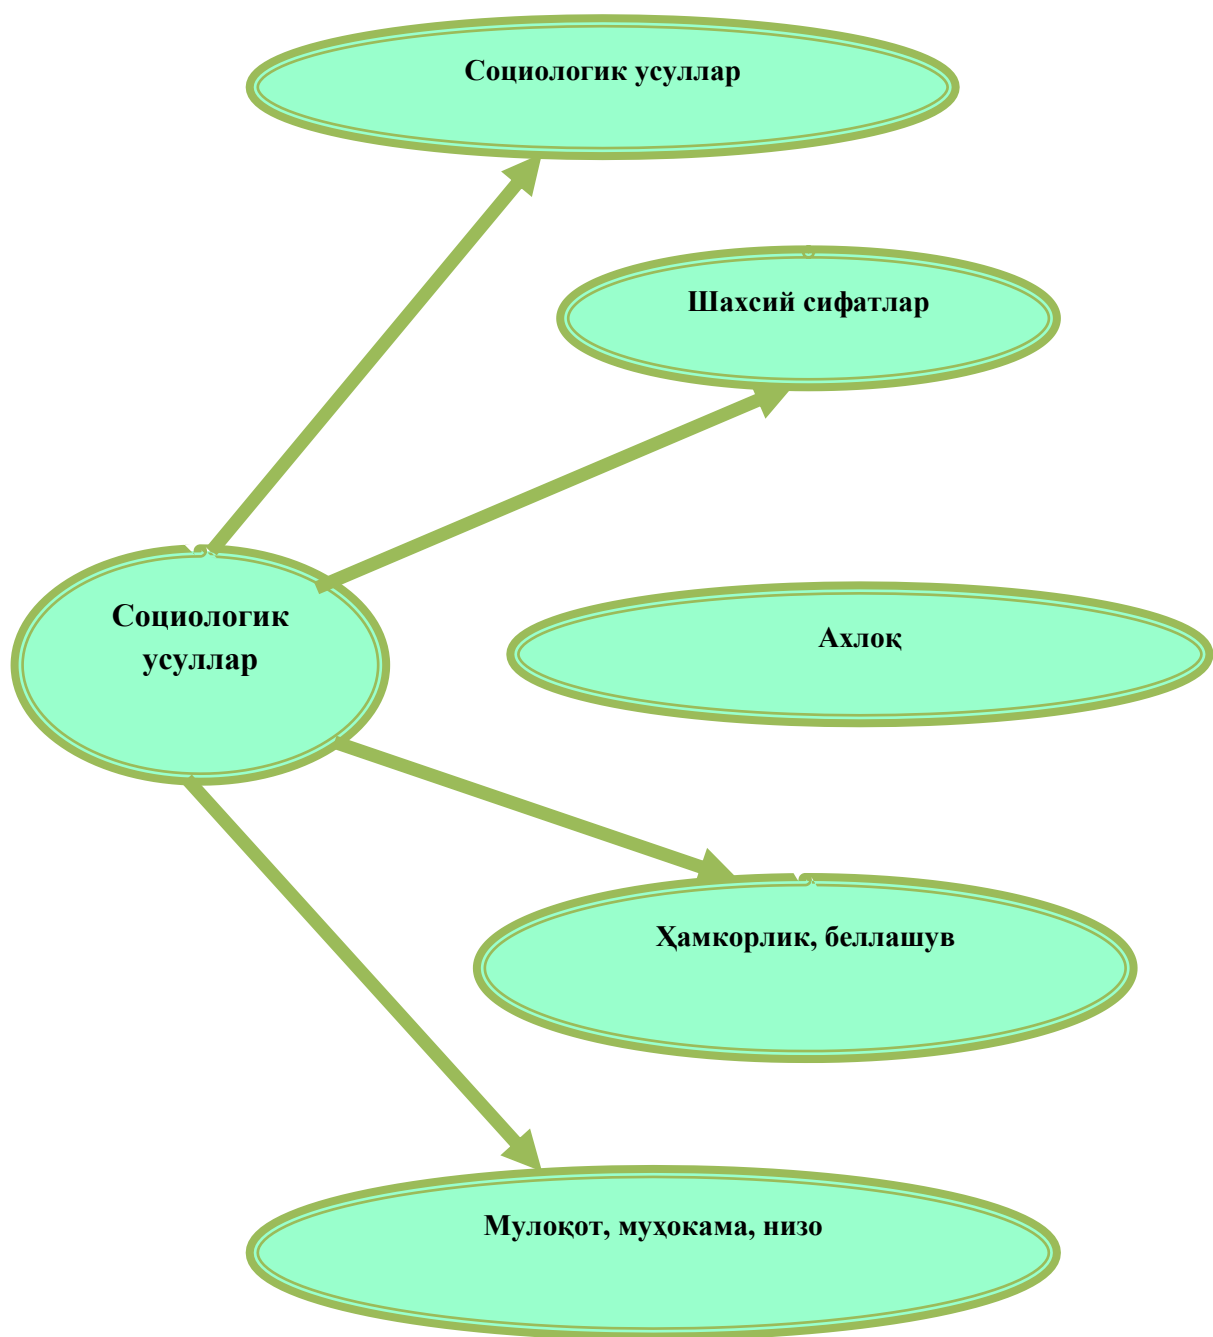 Социологик усуллар
Шахсий сифатлар
Социологик
усуллар
Ахлоқ
Ҳамкорлик, беллашув
Мулоқот, муҳокама, низо